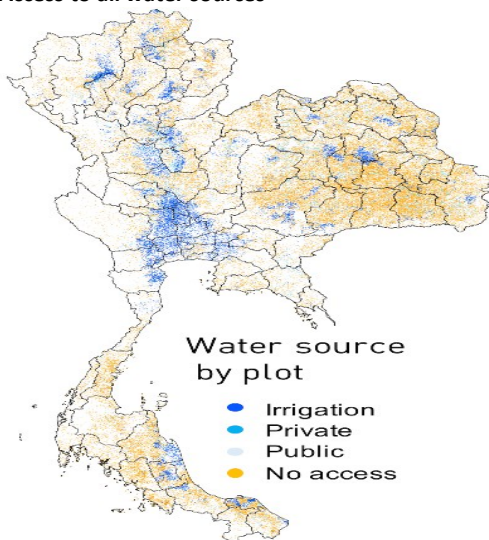 Access to all water sources
Water source
by plot
Irrigation
Private
Public
No access